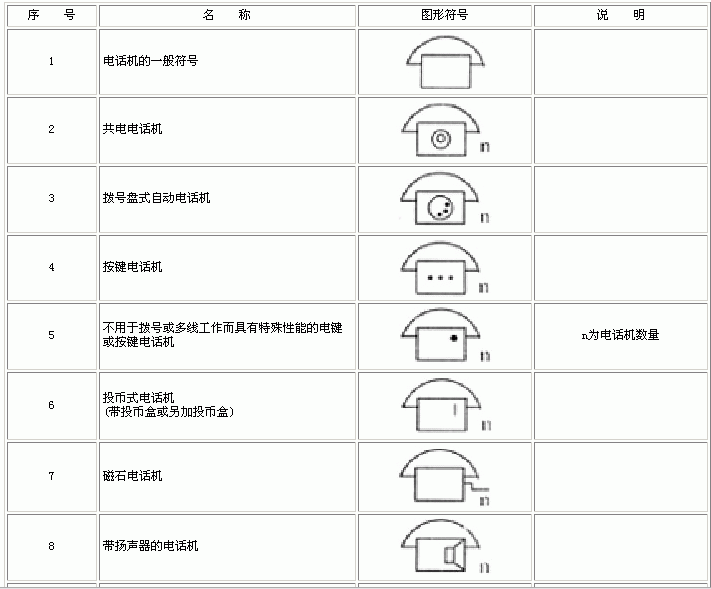 序 号 名 称 图形符号 说 明
1 电话机的一般符号
2 共电电话机 n
3 拨号盘式自动电话机 n
4 按键电话机 n
5 不用于拨号或多线工作而具有特殊性能的电键
或按键电话机 n n为电话机数量
6 投币式电话机
(带投币盒或另加投币盒) n
7 磁石电话机 n
8 带扬声器的电话机 n